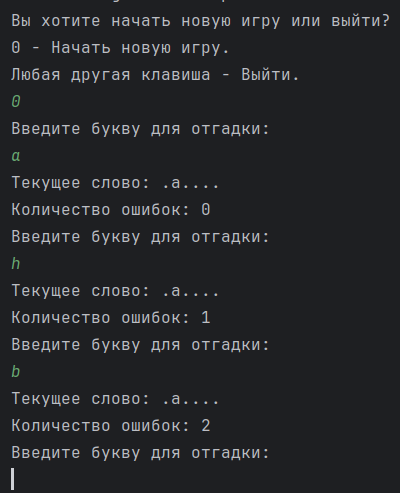 Вы хотите начать новую игру или выйти?
0 - Начать новую игру.
Любая другая клавиша - Выйти.
0
Введите букву для отгадки:
а
Текущее слово: .а....
Количество ошибок: 0
Введите букву для отгадки:
h
Текущее слово: .а....
Количество ошибок: 1
Введите букву для отгадки:
b
Текущее слово: .а....
Количество ошибок: 2
Введите букву для отгадки: